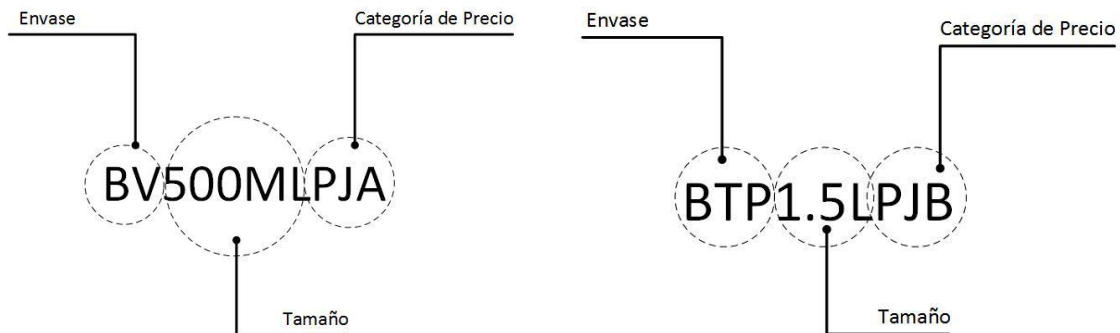 Envase
Categoría de Precio
BV500MLPJA
Tamaño
Envase
Categoría de Precio
BTP1.5LPJB
Tamaño